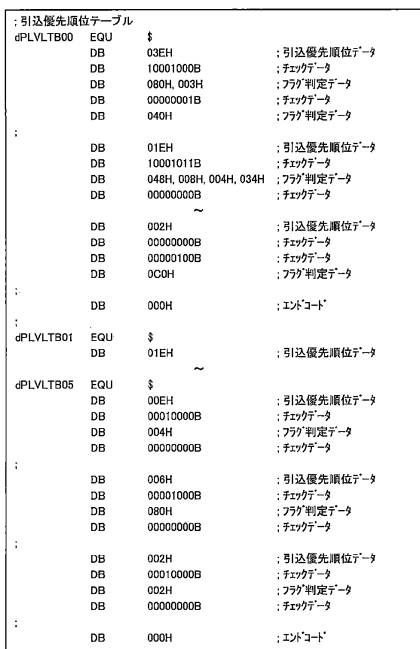 ;引込優先順位テーブル
dPLVLTB00 EQU $
DB 03EH ;引込優先順位ﾃﾞｰﾀ
DB 10001000B ;ﾁｪｯｸﾃﾞｰﾀ
DB 080H, 003H ;ﾌﾗｸﾞ判定ﾃﾞｰﾀ
DB 00000001B ;ﾁｪｯｸﾃﾞｰﾀ
DB 040H ;ﾌﾗｸﾞ判定ﾃﾞｰﾀ
;
DB 01EH ;引込優先順位ﾃﾞｰﾀ
DB 10001011B ;ﾁｪｯｸﾃﾞｰﾀ
DB 048H, 008H, 004H, 034H ;ﾌﾗｸﾞ判定ﾃﾞｰﾀ
DB 00000000B ;ﾁｪｯｸﾃﾞｰﾀ
~
DB 002H ;引込優先順位ﾃﾞｰﾀ
DB 00000000B ;ﾁｪｯｸﾃﾞｰﾀ
DB 00000100B ;ﾁｪｯｸﾃﾞｰﾀ
DB 0C0H ;ﾌﾗｸﾞ判定ﾃﾞｰﾀ
;
DB 000H ;ｴﾝﾄﾞｺｰﾄﾞ
;
dPLVLTB01 EQU $
DB 01EH ;引込優先順位ﾃﾞｰﾀ
~
dPLVLTB05 EQU $
DB 00EH ;引込優先順位ﾃﾞｰﾀ
DB 00010000B ;ﾁｪｯｸﾃﾞｰﾀ
DB 004H ;ﾌﾗｸﾞ判定ﾃﾞｰﾀ
DB 00000000B ;ﾁｪｯｸﾃﾞｰﾀ
;
DB 006H ;引込優先順位ﾃﾞｰﾀ
DB 00001000B ;ﾁｪｯｸﾃﾞｰﾀ
DB 080H ;ﾌﾗｸﾞ判定ﾃﾞｰﾀ
DB 00000000B ;ﾁｪｯｸﾃﾞｰﾀ
;
DB 002H ;引込優先順位ﾃﾞｰﾀ
DB 00010000B ;ﾁｪｯｸﾃﾞｰﾀ
DB 002H ;ﾌﾗｸﾞ判定ﾃﾞｰﾀ
DB 00000000B ;ﾁｪｯｸﾃﾞｰﾀ
;
DB 000H ;ｴﾝﾄﾞｺｰﾄﾞ